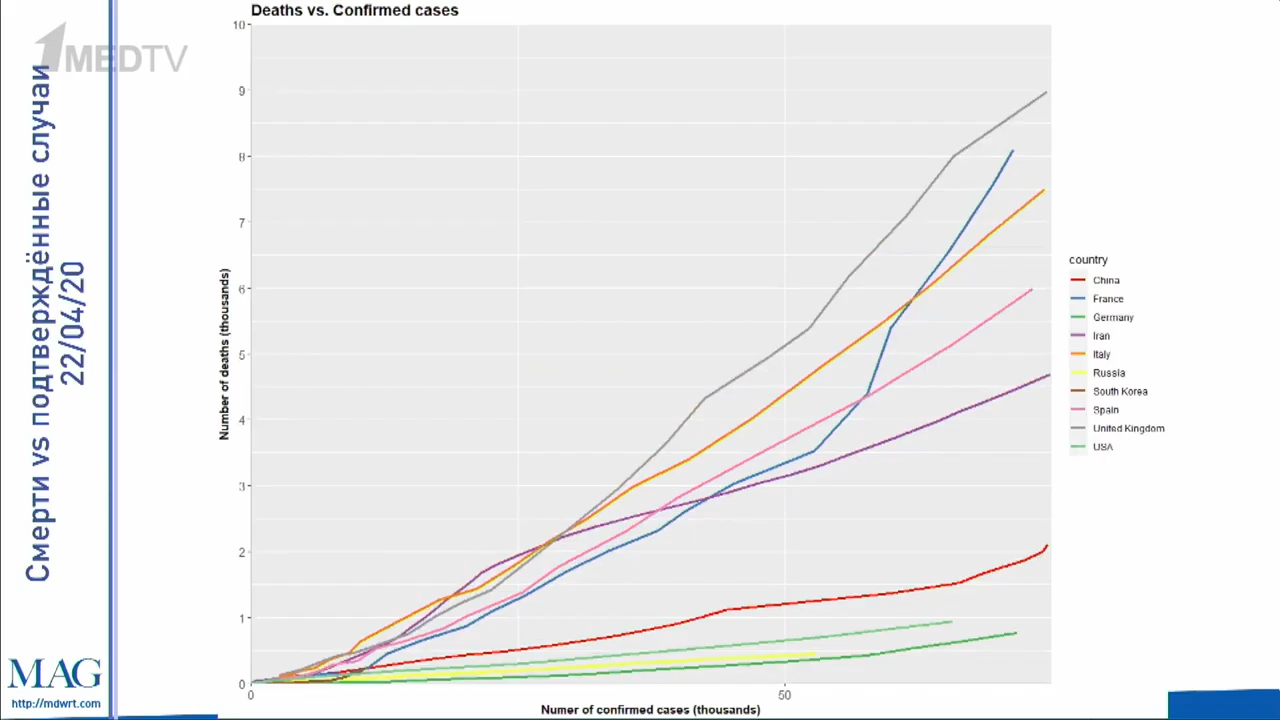 1MEDTV
Смерти vs подтверждённые случаи
22/04/20
MAG
http://mdwrt.com
Deaths vs. Confirmed cases
Number of deaths (thousands)
10
9
8
7
6
5
4
3
2
1
0
0
50
Numer of confirmed cases (thousands)
country
China
France
Germany
Iran
Italy
Russia
South Korea
Spain
United Kingdom
USA